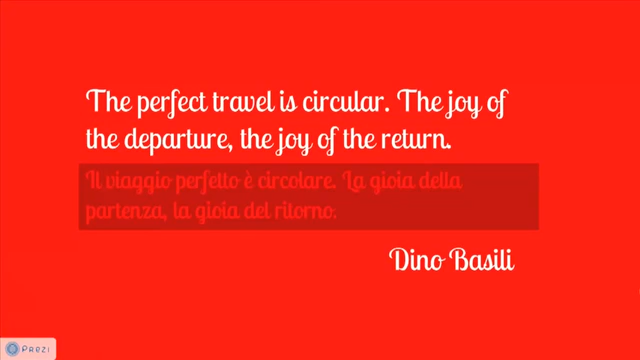 The perfect travel is circular. The joy of
the departure, the joy of the return.
Il viaggio perfetto è circolare. La gioia della
partenza, la gioia del ritorno.
Dino Basili
PREZI